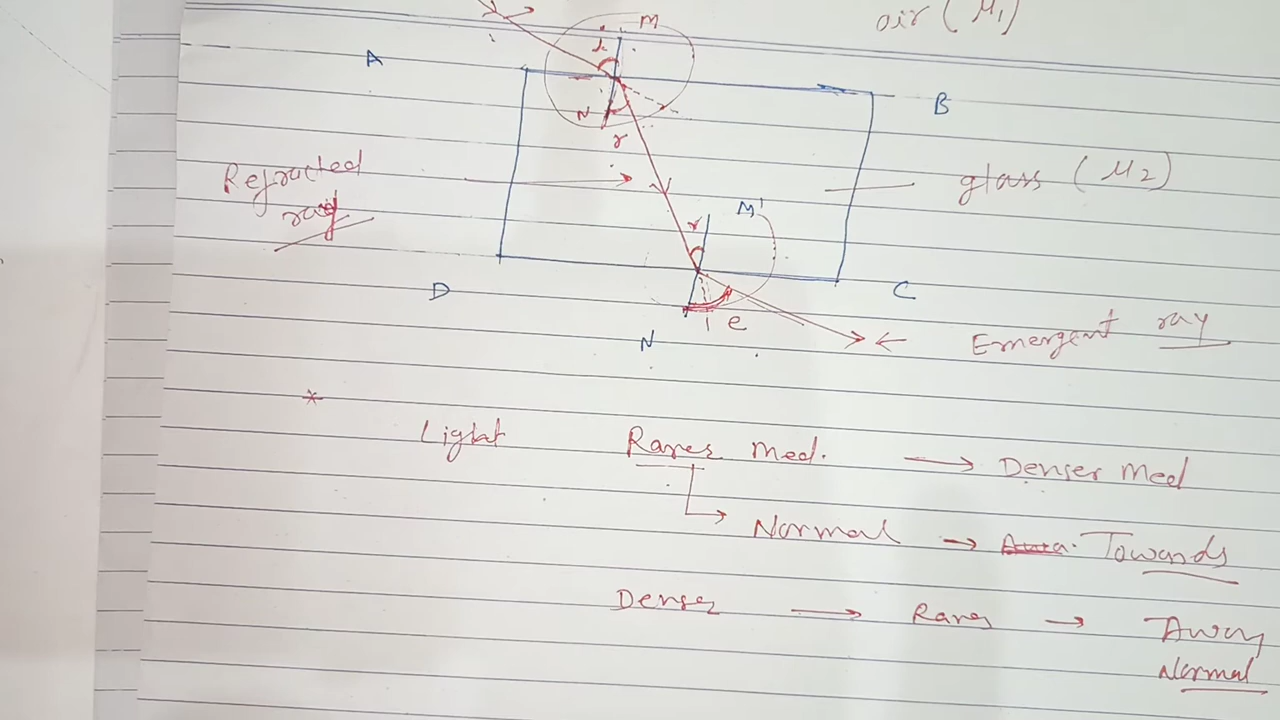 air (μ1)
M
i
A
B
N
r
Refracted
ray
glass (μ2)
M'
r
D
C
e
Emergent ray
N
* Light Rarer Med. → Denser Med
Normal → Towards
Denser → Rarer → Away
Normal